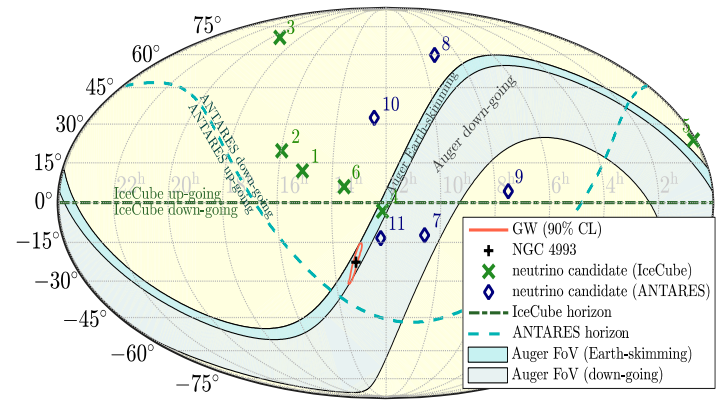 75°
60°
45°
30°
15°
0°
−15°
−30°
−45°
−60°
−75°
3
8
10
2
1
6
5
9
11
7
22h
20h
16h
10h
8h
6h
4h
2h
ANTARES down-going
ANTARES up-going
Auger Earth-skimming
Auger down-going
IceCube up-going
IceCube down-going
GW (90% CL)
NGC 4993
neutrino candidate (IceCube)
neutrino candidate (ANTARES)
IceCube horizon
ANTARES horizon
Auger FoV (Earth-skimming)
Auger FoV (down-going)